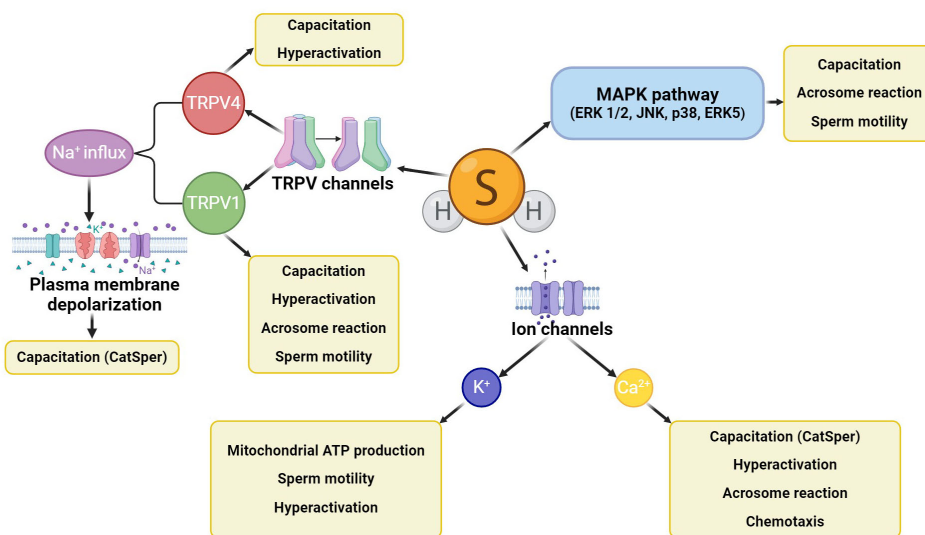 Capacitation
Hyperactivation
TRPV4
Na⁺ influx
TRPV channels
TRPV1
K⁺
Na⁺
Plasma membrane
depolarization
Capacitation (CatSper)
Capacitation
Hyperactivation
Acrosome reaction
Sperm motility
S
H
H
MAPK pathway
(ERK 1/2, JNK, p38, ERK5)
Capacitation
Acrosome reaction
Sperm motility
Ion channels
K⁺
Ca²⁺
Mitochondrial ATP production
Sperm motility
Hyperactivation
Capacitation (CatSper)
Hyperactivation
Acrosome reaction
Chemotaxis